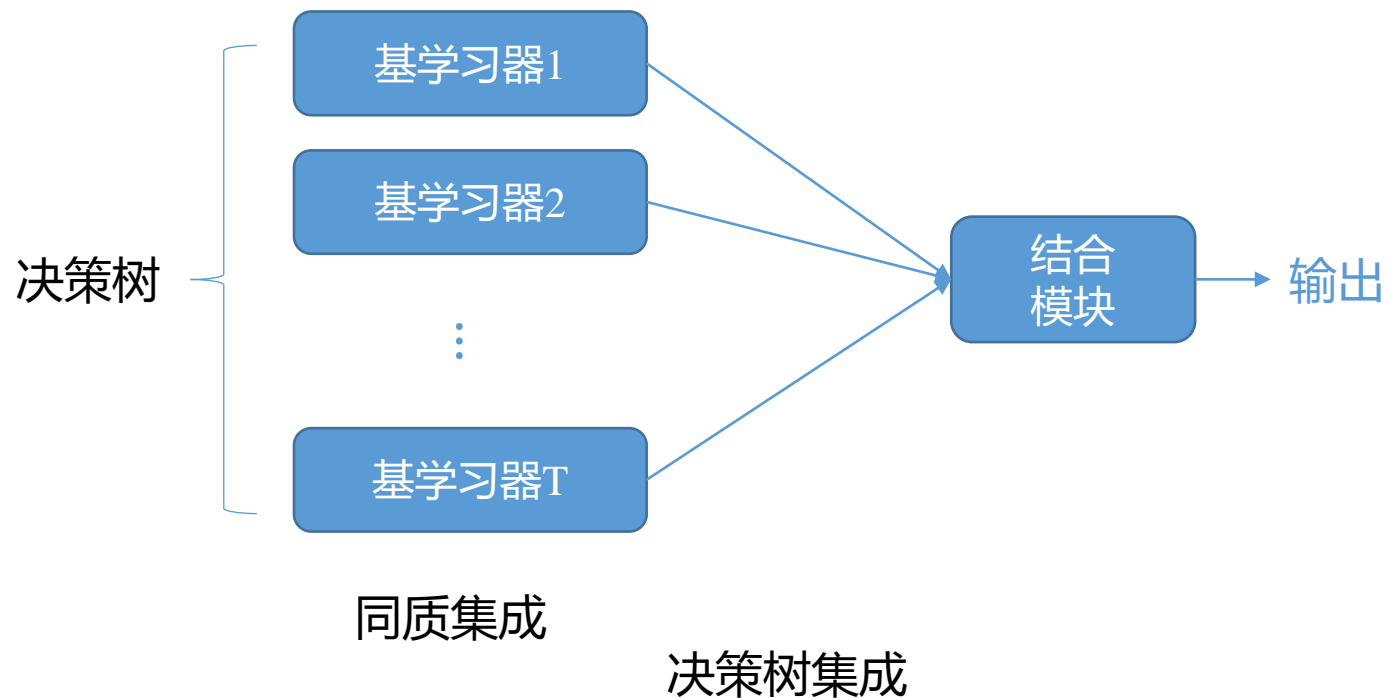 基学习器1
基学习器2
决策树
结合
模块
输出
基学习器T
同质集成
决策树集成